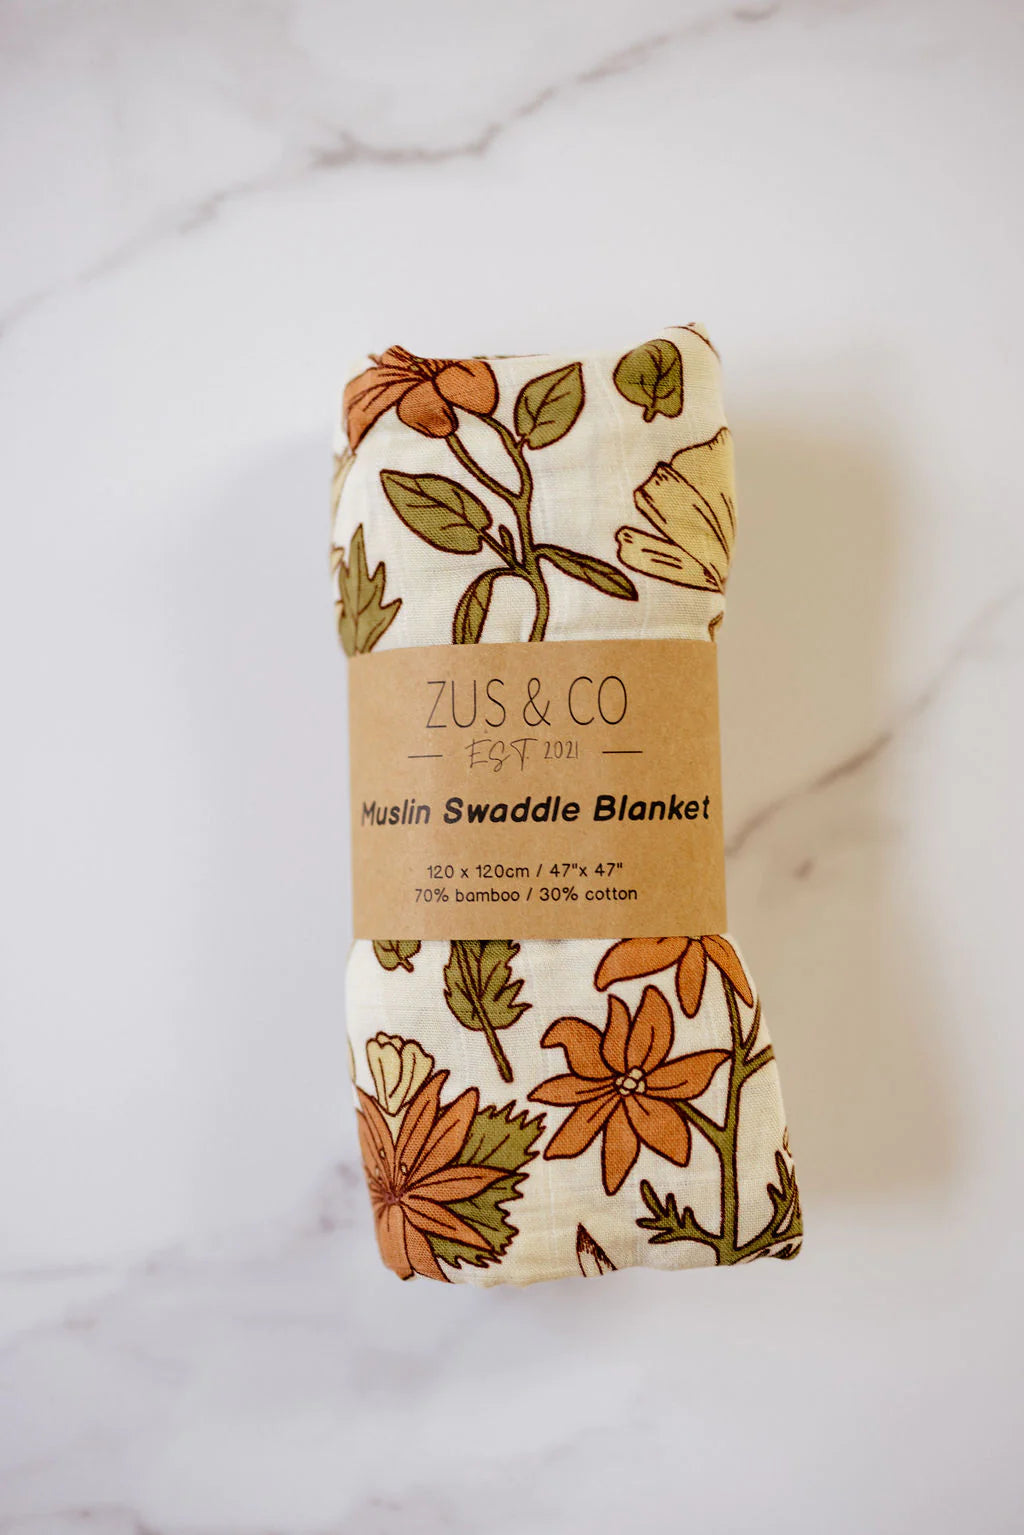 ZUS & CO
EST. 2021
Muslin Swaddle Blanket
120 x 120cm / 47"x 47"
70% bamboo / 30% cotton